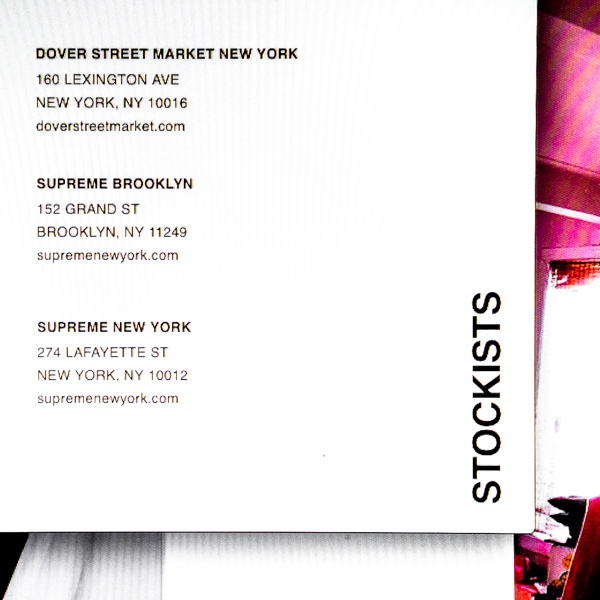 DOVER STREET MARKET NEW YORK
160 LEXINGTON AVE
NEW YORK, NY 10016
doverstreetmarket.com
SUPREME BROOKLYN
152 GRAND ST
BROOKLYN, NY 11249
supremenewyork.com
SUPREME NEW YORK
274 LAFAYETTE ST
NEW YORK, NY 10012
supremenewyork.com
STOCKISTS